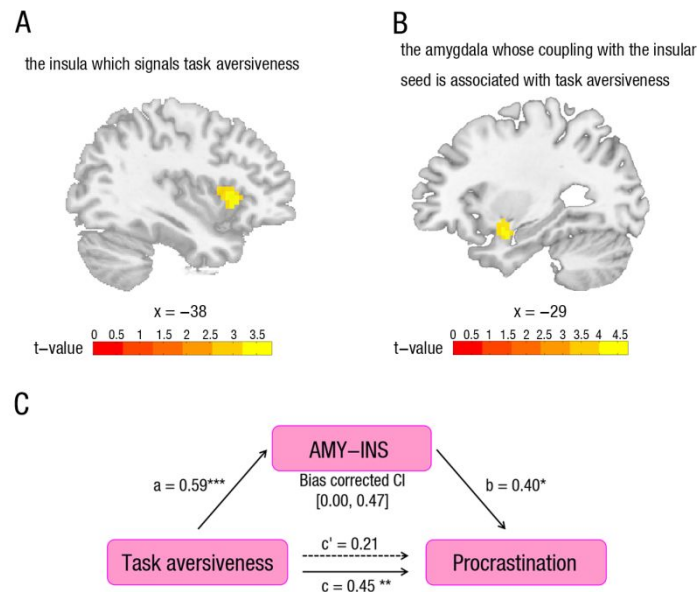 A
the insula which signals task aversiveness
x = −38
t−value
0 0.5 1 1.5 2 2.5 3 3.5
B
the amygdala whose coupling with the insular
seed is associated with task aversiveness
x = −29
t−value
0 0.5 1 1.5 2 2.5 3 3.5 4 4.5
C
AMY−INS
Bias corrected CI
[0.00, 0.47]
a = 0.59***
b = 0.40*
Task aversiveness
c' = 0.21
c = 0.45 **
Procrastination